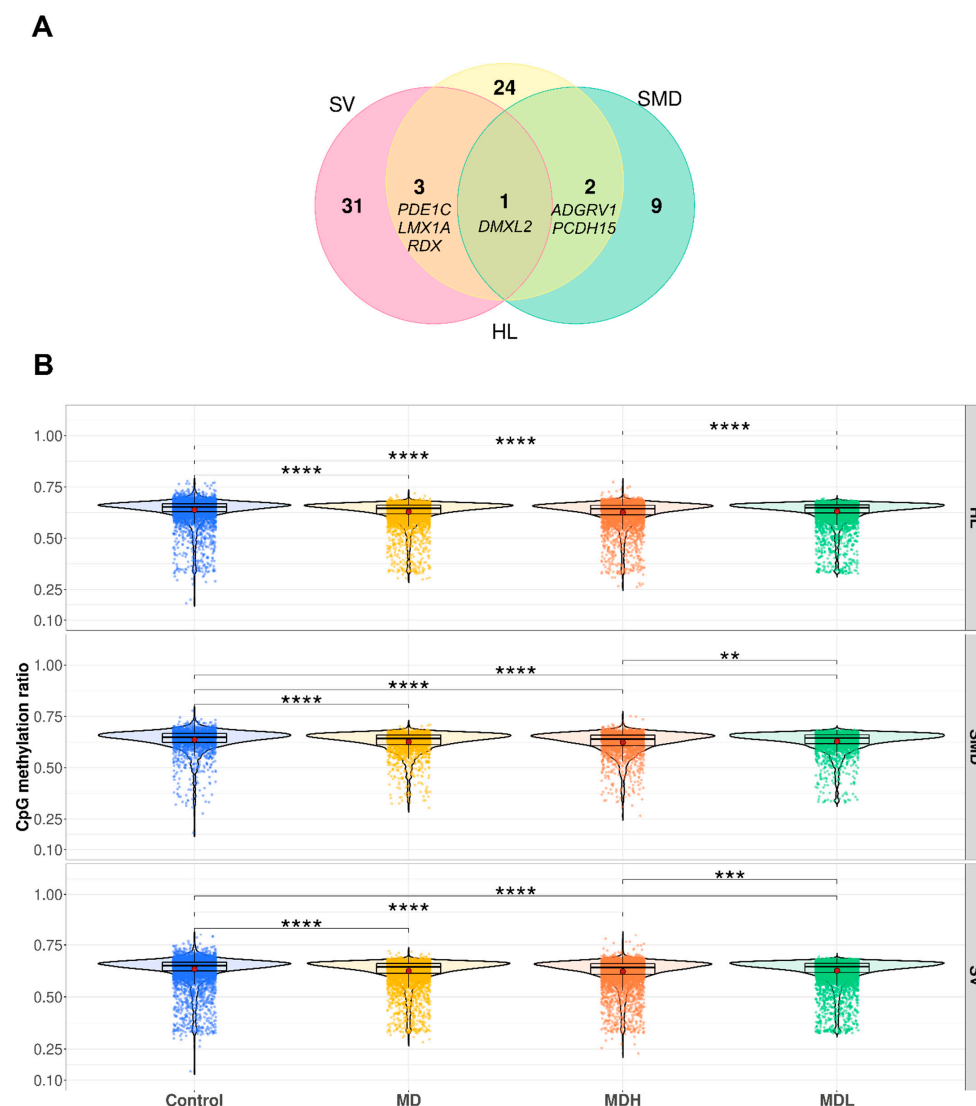 A
24
SV
SMD
31
3
PDE1C
LMX1A
RDX
1
DMXL2
2
ADGRV1
PCDH15
9
HL
B
CpG methylation ratio
1.00
0.75
0.50
0.25
0.10
****
****
****
****
HL
1.00
0.75
0.50
0.25
0.10
**
****
****
****
SMD
1.00
0.75
0.50
0.25
0.10
***
****
****
****
SV
Control
MD
MDH
MDL